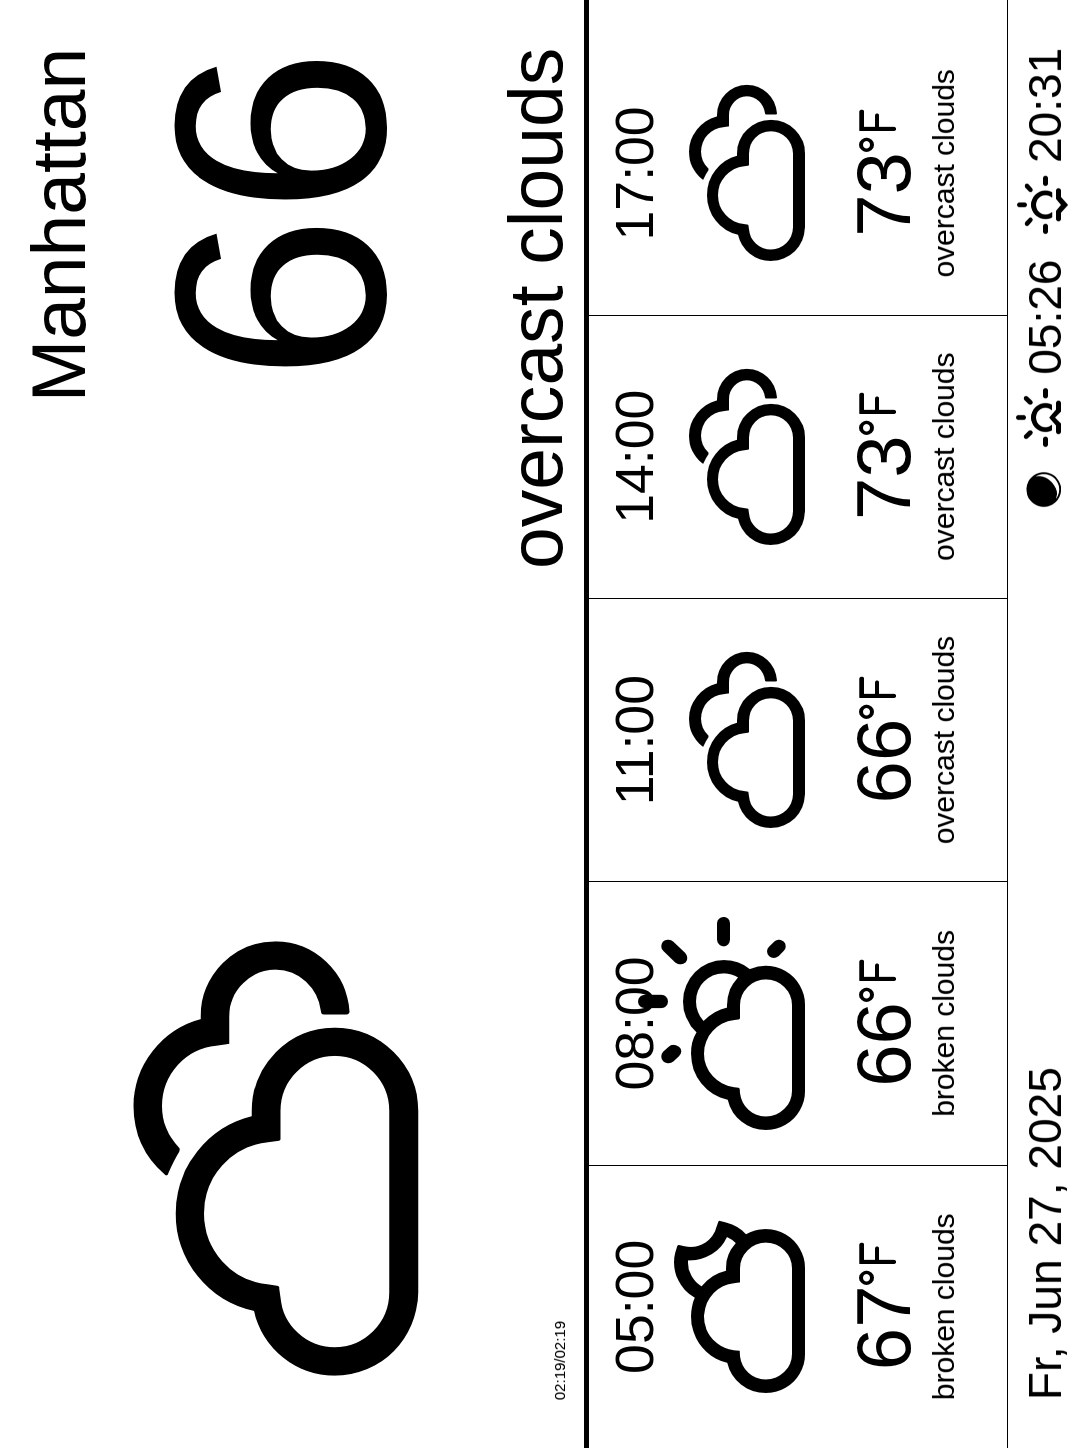 Manhattan
66
overcast clouds
02:19/02:19
05:00 08:00 11:00 14:00 17:00
67°F 66°F 66°F 73°F 73°F
broken clouds broken clouds overcast clouds overcast clouds overcast clouds
Fr, Jun 27, 2025 05:26 20:31